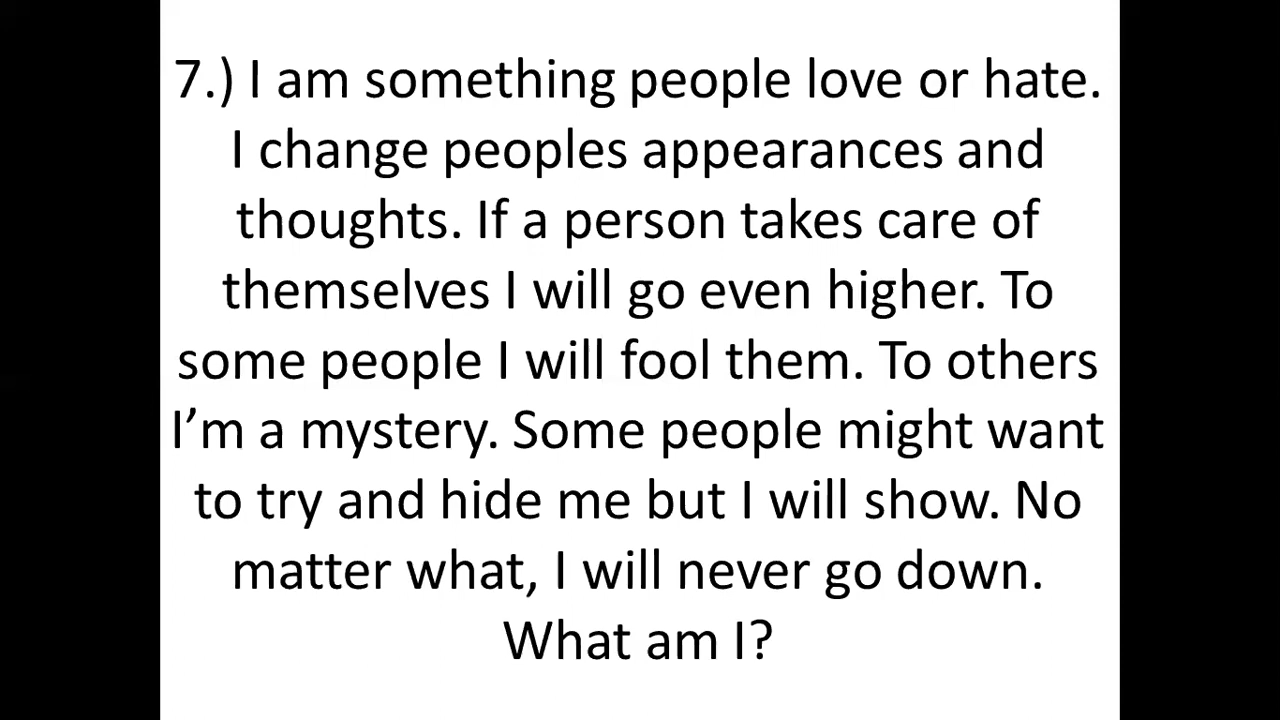 7.) I am something people love or hate.
I change peoples appearances and
thoughts. If a person takes care of
themselves I will go even higher. To
some people I will fool them. To others
I’m a mystery. Some people might want
to try and hide me but I will show. No
matter what, I will never go down.
What am I?